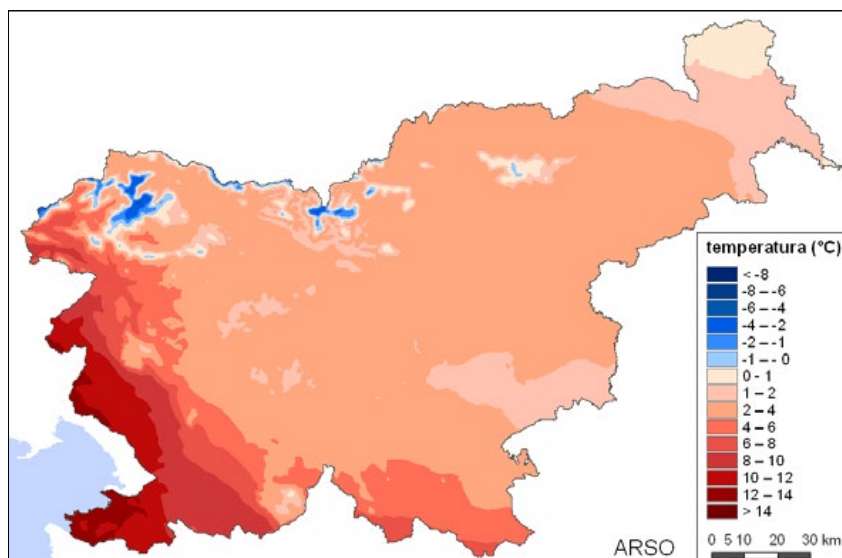 temperatura (°C)
< -8
-8 – -6
-6 – -4
-4 – -2
-2 – -1
-1 – 0
0 - 1
1 – 2
2 – 4
4 – 6
6 – 8
8 – 10
10 – 12
12 – 14
> 14
ARSO
0 5 10 20 30 km